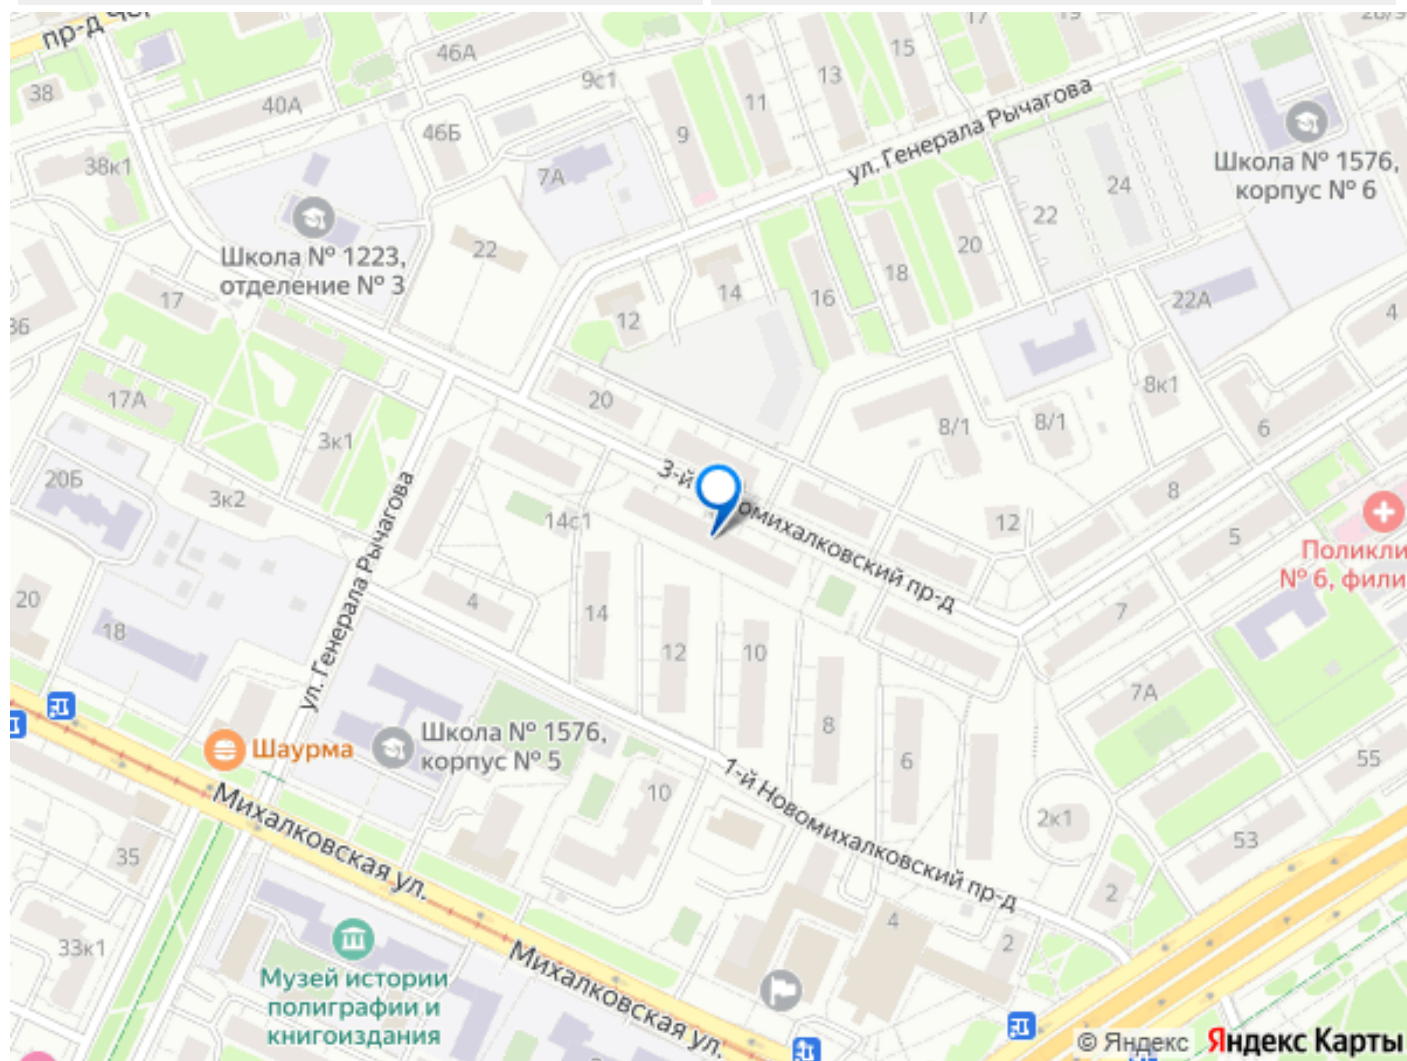 пр-д Чер
46А
9с1
15
17
19
28/9
38
40А
46Б
13
11
9
7А
38к1
ул. Генерала Рычагова
Школа № 1576,
корпус № 6
24
22
Школа № 1223,
отделение № 3
22
20
18
14
16
12
17
36
22А
4
17А
3к1
20
8к1
8/1
8/1
6
20Б
3к2
3-й Новомихалковский пр-д
14с1
12
8
5
Поликли
№ 6, фили
ул. Генерала Рычагова
20
18
4
14
12
10
7
7А
8
6
55
Шаурма
Школа № 1576,
корпус № 5
1-й Новомихалковский пр-д
10
2к1
53
Михалковская ул.
35
2
4
2
33к1
Музей истории
полиграфии и
книгоиздания
Михалковская ул.
© Яндекс Яндекс Карты